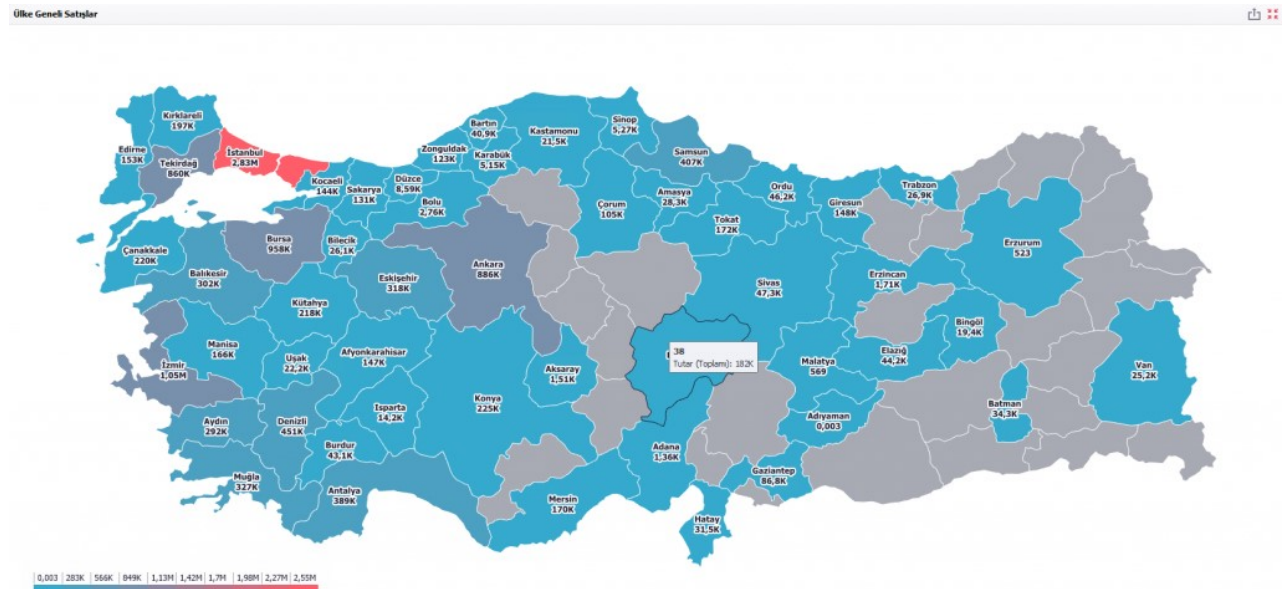 Ülke Geneli Satışlar
Kırklareli
197K
Edirne
153K
Tekirdağ
860K
İstanbul
2,83M
Kocaeli
144K
Sakarya
131K
Düzce
8,59K
Zonguldak
123K
Bartın
40,9K
Karabük
5,15K
Kastamonu
21,5K
Sinop
5,27K
Samsun
407K
Bolu
2,76K
Çorum
105K
Amasya
28,3K
Tokat
172K
Ordu
46,2K
Giresun
148K
Trabzon
26,9K
Erzurum
523
Çanakkale
220K
Balıkesir
302K
Bursa
958K
Bilecik
26,1K
Eskişehir
318K
Ankara
886K
Kütahya
218K
Sivas
47,3K
Erzincan
1,71K
Bingöl
19,4K
Elazığ
44,2K
Malatya
569
Van
25,2K
Manisa
166K
İzmir
1,05M
Uşak
22,2K
Afyonkarahisar
147K
Aksaray
1,51K
38
Tutar (Toplamı): 182K
Konya
225K
Isparta
14,2K
Aydın
292K
Denizli
451K
Burdur
43,1K
Muğla
327K
Antalya
389K
Mersin
170K
Adana
1,36K
Adıyaman
0,003
Gaziantep
86,8K
Hatay
31,5K
Batman
34,3K
0,003 283K 566K 849K 1,13M 1,42M 1,7M 1,98M 2,27M 2,55M